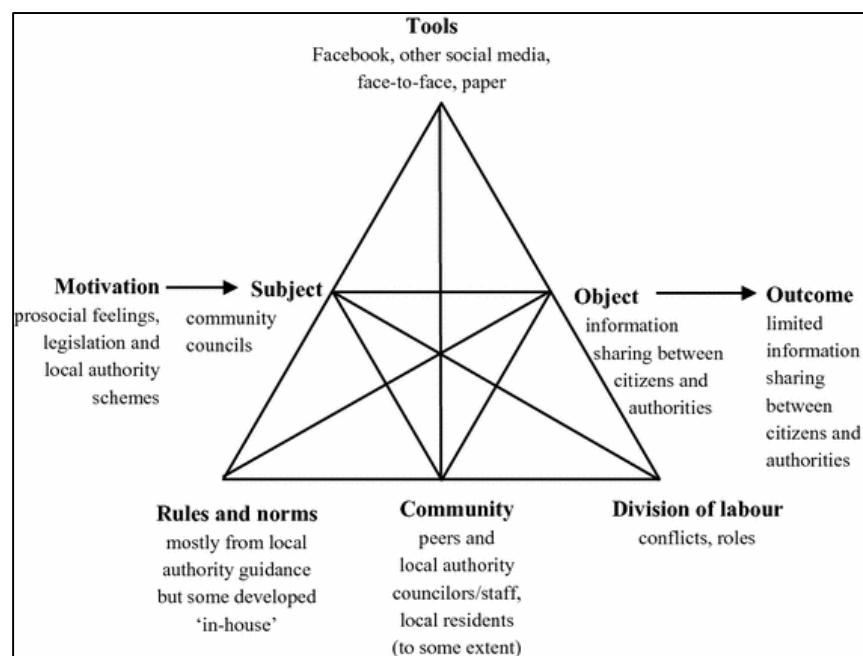 Tools
Facebook, other social media,
face-to-face, paper
Motivation
prosocial feelings,
legislation and
local authority
schemes
Subject
community
councils
Object
information
sharing between
citizens and
authorities
Outcome
limited
information
sharing
between
citizens and
authorities
Rules and norms
mostly from local
authority guidance
but some developed
‘in-house’
Community
peers and
local authority
councilors/staff,
local residents
(to some extent)
Division of labour
conflicts, roles